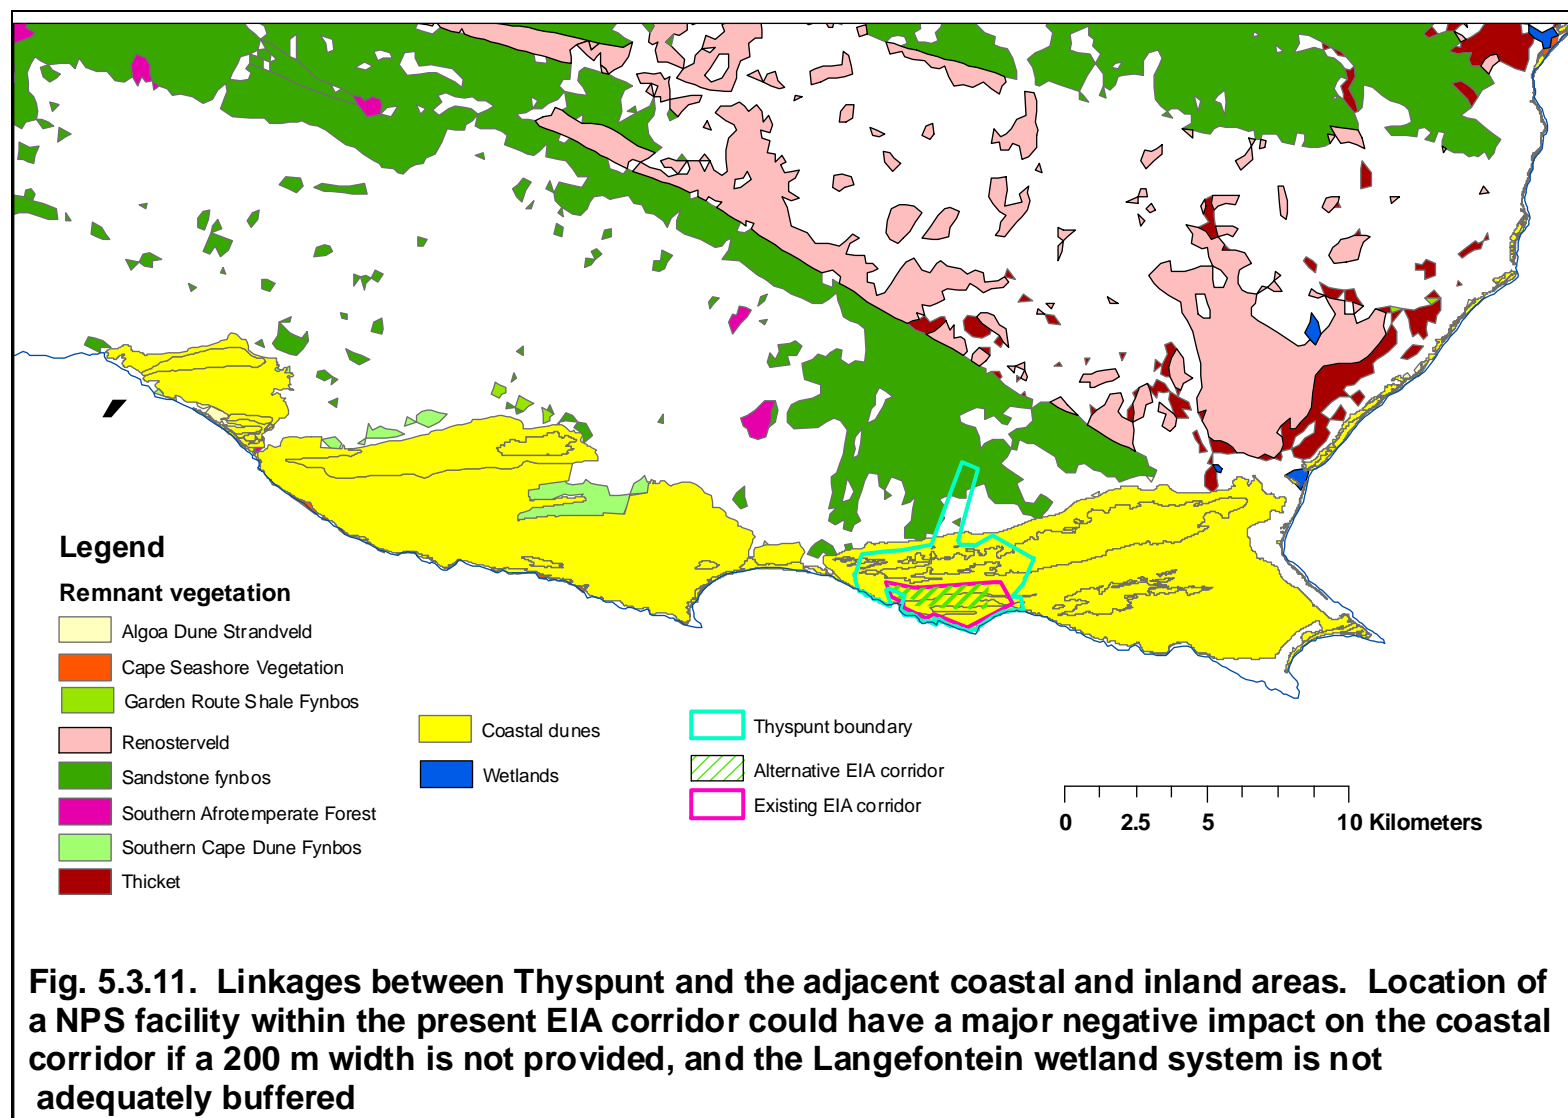 Legend
Remnant vegetation
Algoa Dune Strandveld
Cape Seashore Vegetation
Garden Route Shale Fynbos
Renosterveld
Sandstone fynbos
Southern Afrotemperate Forest
Southern Cape Dune Fynbos
Thicket
Coastal dunes
Wetlands
Thyspunt boundary
Alternative EIA corridor
Existing EIA corridor
0 2.5 5 10 Kilometers
Fig. 5.3.11. Linkages between Thyspunt and the adjacent coastal and inland areas. Location of
a NPS facility within the present EIA corridor could have a major negative impact on the coastal
corridor if a 200 m width is not provided, and the Langefontein wetland system is not
adequately buffered